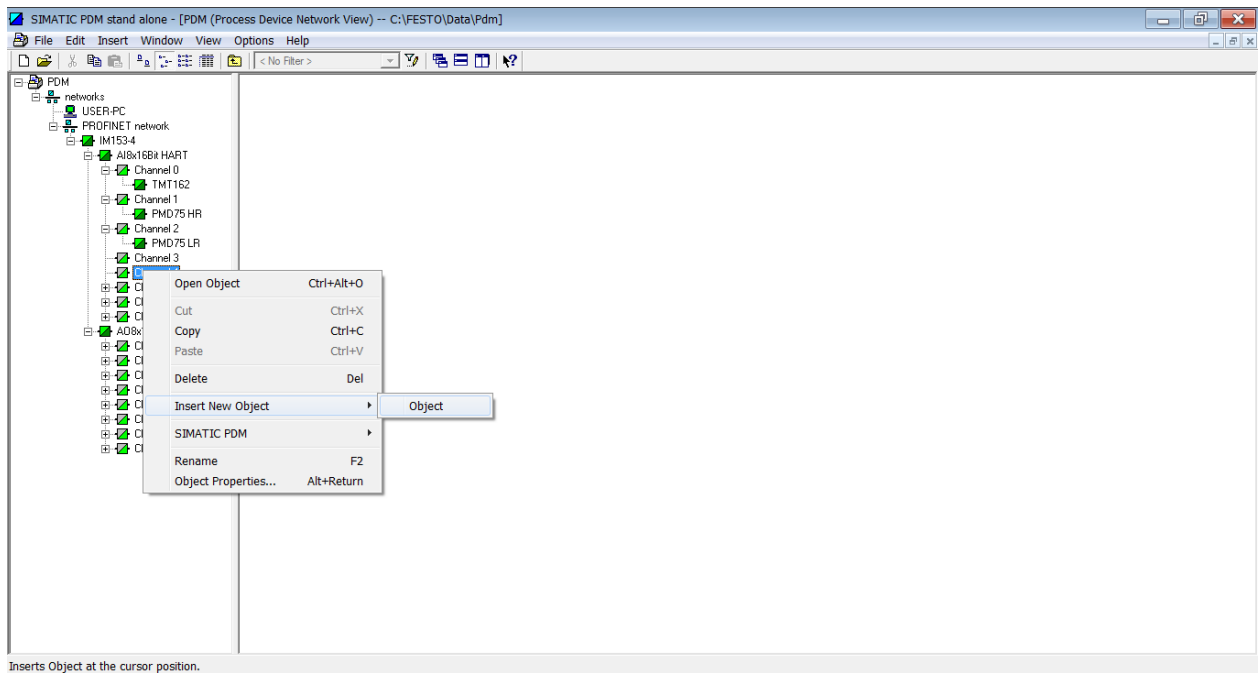 SIMATIC PDM stand alone - [PDM (Process Device Network View) -- C:\FESTO\Data\Pdm]
File Edit Insert Window View Options Help
< No Filter >
PDM
networks
USER-PC
PROFINET network
IM153-4
AI8x16Bit HART
Channel 0
TMT162
Channel 1
PMD75 HR
Channel 2
PMD75 LR
Channel 3
Open Object Ctrl+Alt+O
Cut Ctrl+X
Copy Ctrl+C
Paste Ctrl+V
Delete Del
Insert New Object
Object
SIMATIC PDM
Rename F2
Object Properties... Alt+Return
Inserts Object at the cursor position.